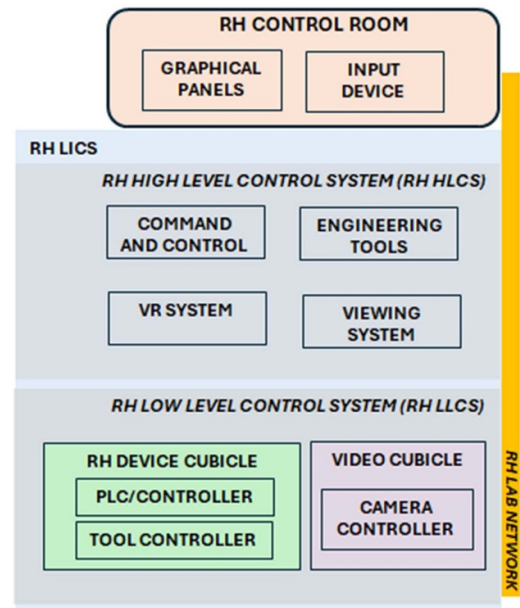 RH CONTROL ROOM
GRAPHICAL
PANELS
INPUT
DEVICE
RH LICS
RH HIGH LEVEL CONTROL SYSTEM (RH HLCS)
COMMAND
AND CONTROL
ENGINEERING
TOOLS
VR SYSTEM
VIEWING
SYSTEM
RH LOW LEVEL CONTROL SYSTEM (RH LLCS)
RH DEVICE CUBICLE
PLC/CONTROLLER
TOOL CONTROLLER
VIDEO CUBICLE
CAMERA
CONTROLLER
RH LAB NETWORK